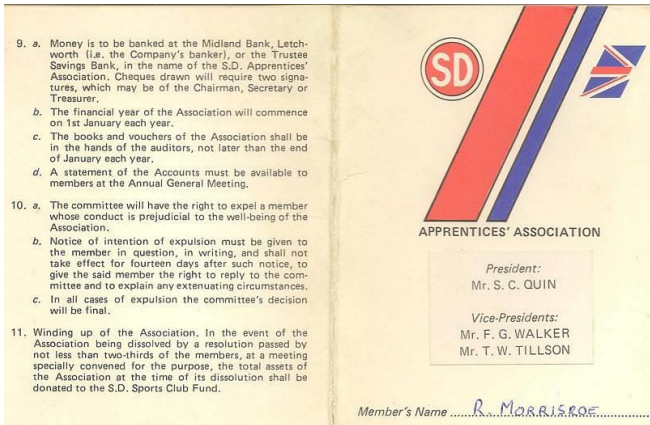 9. a. Money is to be banked at the Midland Bank, Letch-
worth (i.e. the Company's banker), or the Trustee
Savings Bank, in the name of the S.D. Apprentices'
Association. Cheques drawn will require two signa-
tures, which may be of the Chairman, Secretary or
Treasurer.
b. The financial year of the Association will commence
on 1st January each year.
c. The books and vouchers of the Association shall be
in the hands of the auditors, not later than the end
of January each year.
d. A statement of the Accounts must be available to
members at the Annual General Meeting.
10. a. The committee will have the right to expel a member
whose conduct is prejudicial to the well-being of the
Association.
b. Notice of intention of expulsion must be given to
the member in question, in writing, and shall not
take effect for fourteen days after such notice, to
give the said member the right to reply to the com-
mittee and to explain any extenuating circumstances.
c. In all cases of expulsion the committee's decision
will be final.
11. Winding up of the Association. In the event of the
Association being dissolved by a resolution passed by
not less than two-thirds of the members, at a meeting
specially convened for the purpose, the total assets of
the Association at the time of its dissolution shall be
donated to the S.D. Sports Club Fund.
SD
APPRENTICES' ASSOCIATION
President:
Mr. S. C. QUIN
Vice-Presidents:
Mr. F. G. WALKER
Mr. T. W. TILLSON
Member's Name ..... R. MORRISROE